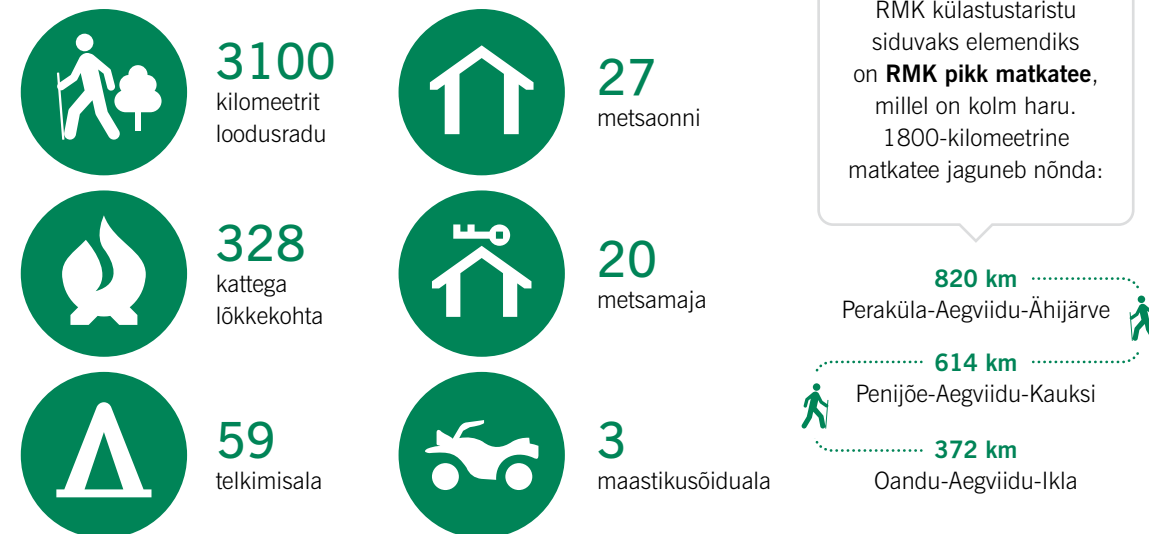 3100
kilomeetrit
loodusradu
27
metsaonni
328
kattega
lõkkekohta
20
metsamaja
59
telkimisala
3
maastikusõiduala
RMK külastustaristu
siduvaks elemendiks
on RMK pikk matkatee,
millel on kolm haru.
1800-kilomeetrine
matkatee jaguneb nõnda:
820 km
Peraküla-Aegviidu-Ähijärve
614 km
Penijõe-Aegviidu-Kauksi
372 km
Oandu-Aegviidu-Ikla